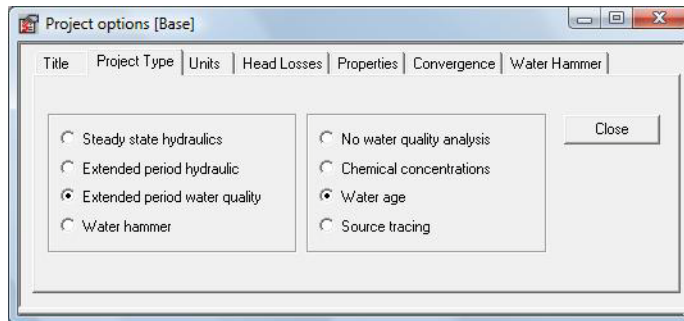 Project options [Base]
Title Project Type Units Head Losses Properties Convergence Water Hammer
Steady state hydraulics
Extended period hydraulic
Extended period water quality
Water hammer
No water quality analysis
Chemical concentrations
Water age
Source tracing
Close